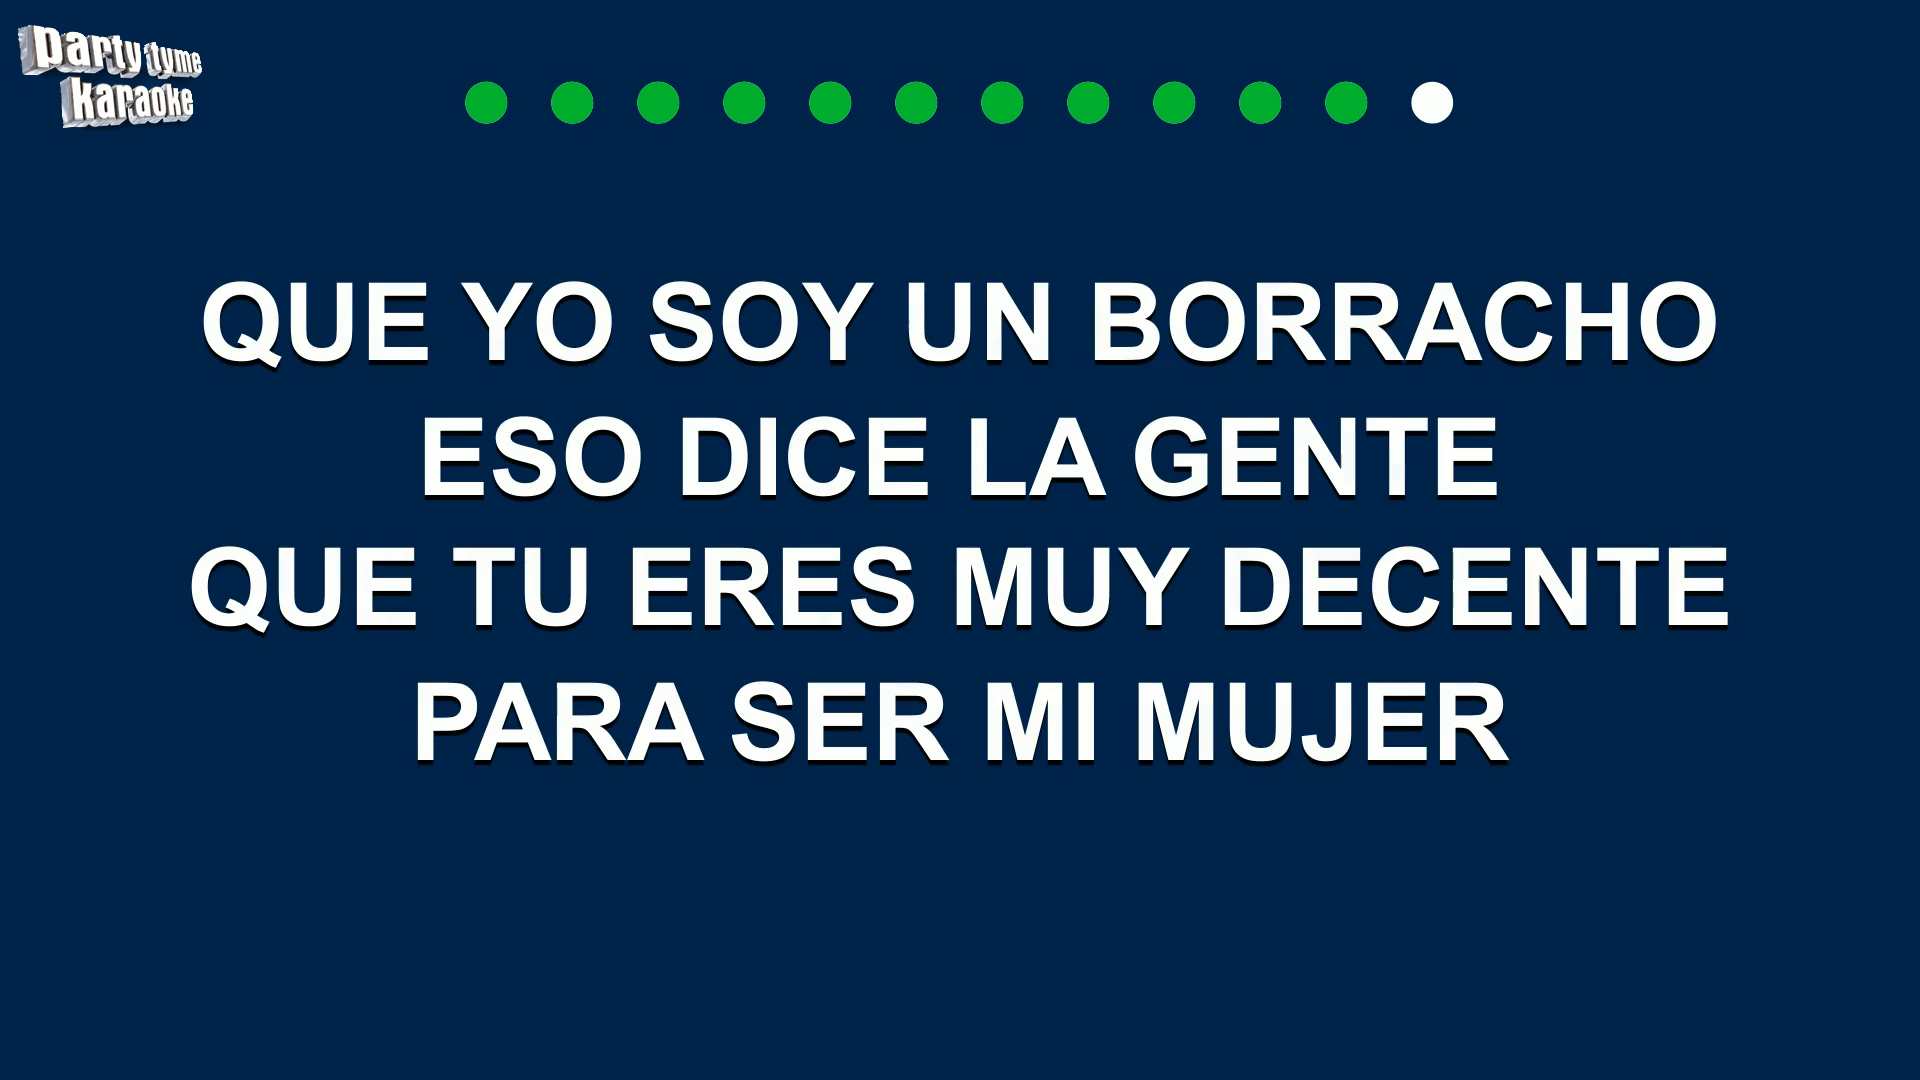 party tyme
karaoke
QUE YO SOY UN BORRACHO
ESO DICE LA GENTE
QUE TU ERES MUY DECENTE
PARA SER MI MUJER